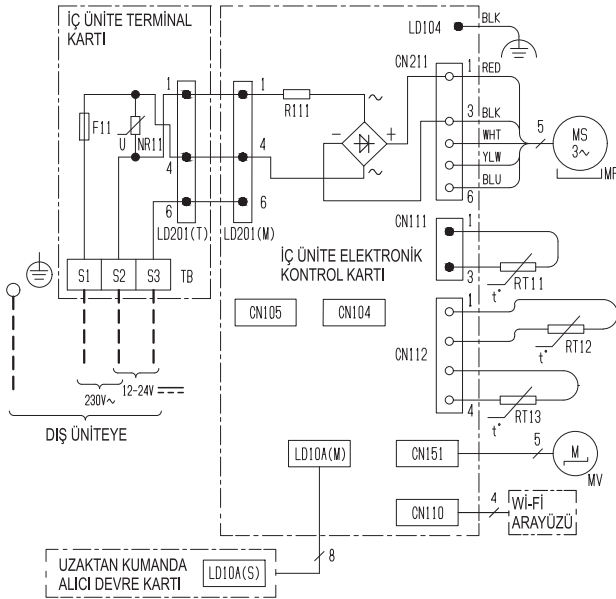 İÇ ÜNİTE TERMİNAL
KARTI
LD104
BLK
CN211
1
RED
F11
U
NR11
1
4
6
1
4
6
R111
~
~
−
+
3
BLK
WHT
YLW
BLU
6
5
MS
3~
MF
LD201(T)
LD201(M)
CN111
1
3
RT11
t°
İÇ ÜNİTE ELEKTRONİK
KONTROL KARTI
S1
S2
S3
TB
CN105
CN104
CN112
1
4
RT12
t°
RT13
t°
230V~
12-24V
DIŞ ÜNİTEYE
LD10A(M)
CN151
5
M
MV
CN110
4
Wİ-Fİ
ARAYÜZÜ
8
UZAKTAN KUMANDA
ALICI DEVRE KARTI
LD10A(S)